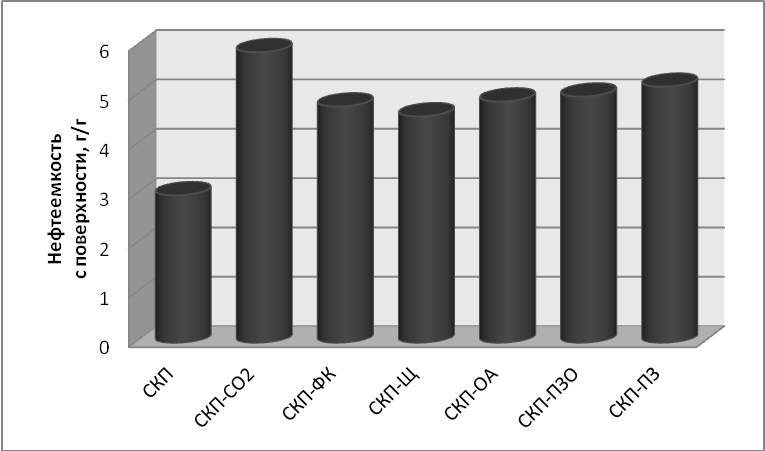 Нефтеемкость
с поверхности, г/г
6
5
4
3
2
1
0
СКП
СКП-СО2
СКП-ФК
СКП-Щ
СКП-ОА
СКП-ПЗО
СКП-ПЗ